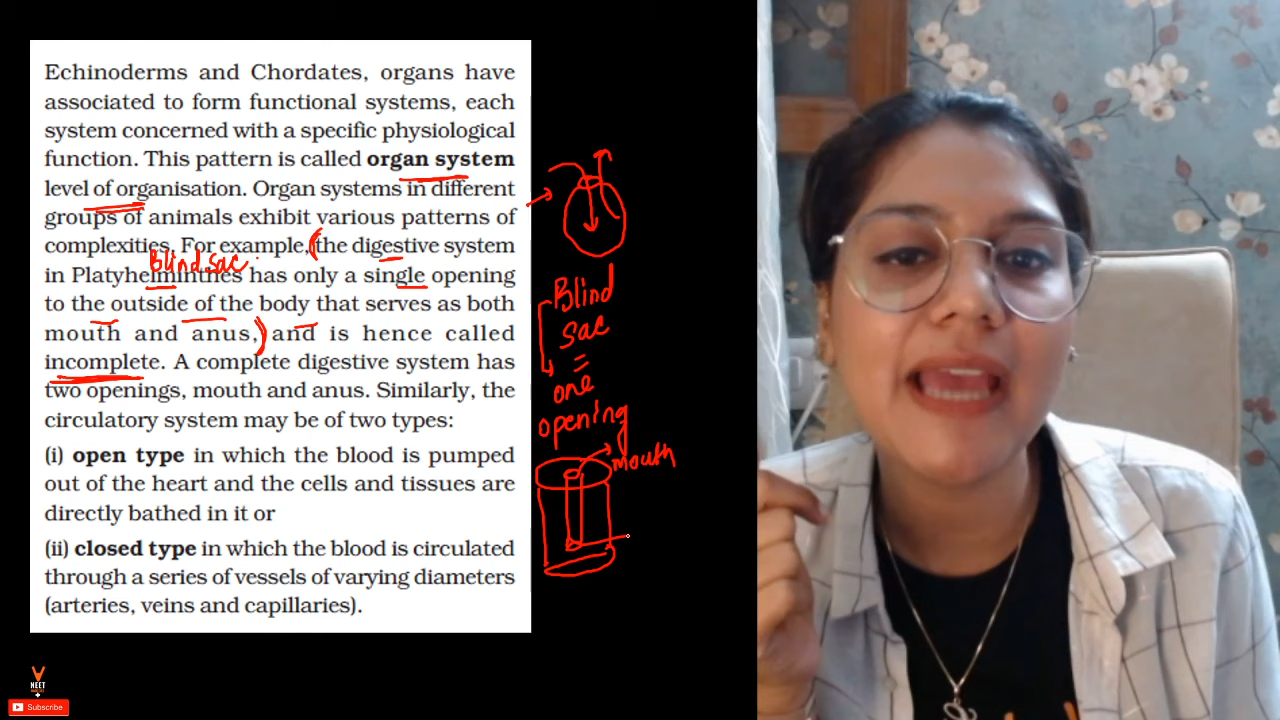 Echinoderms and Chordates, organs have
associated to form functional systems, each
system concerned with a specific physiological
function. This pattern is called organ system
level of organisation. Organ systems in different
groups of animals exhibit various patterns of
complexities. For example, the digestive system
Blind sac
in Platyhelminthes has only a single opening
to the outside of the body that serves as both
mouth and anus, and is hence called
incomplete. A complete digestive system has
two openings, mouth and anus. Similarly, the
circulatory system may be of two types:
(i) open type in which the blood is pumped
out of the heart and the cells and tissues are
directly bathed in it or
(ii) closed type in which the blood is circulated
through a series of vessels of varying diameters
(arteries, veins and capillaries).
Blind
sac
=
one
opening
mouth
NEET
Subscribe